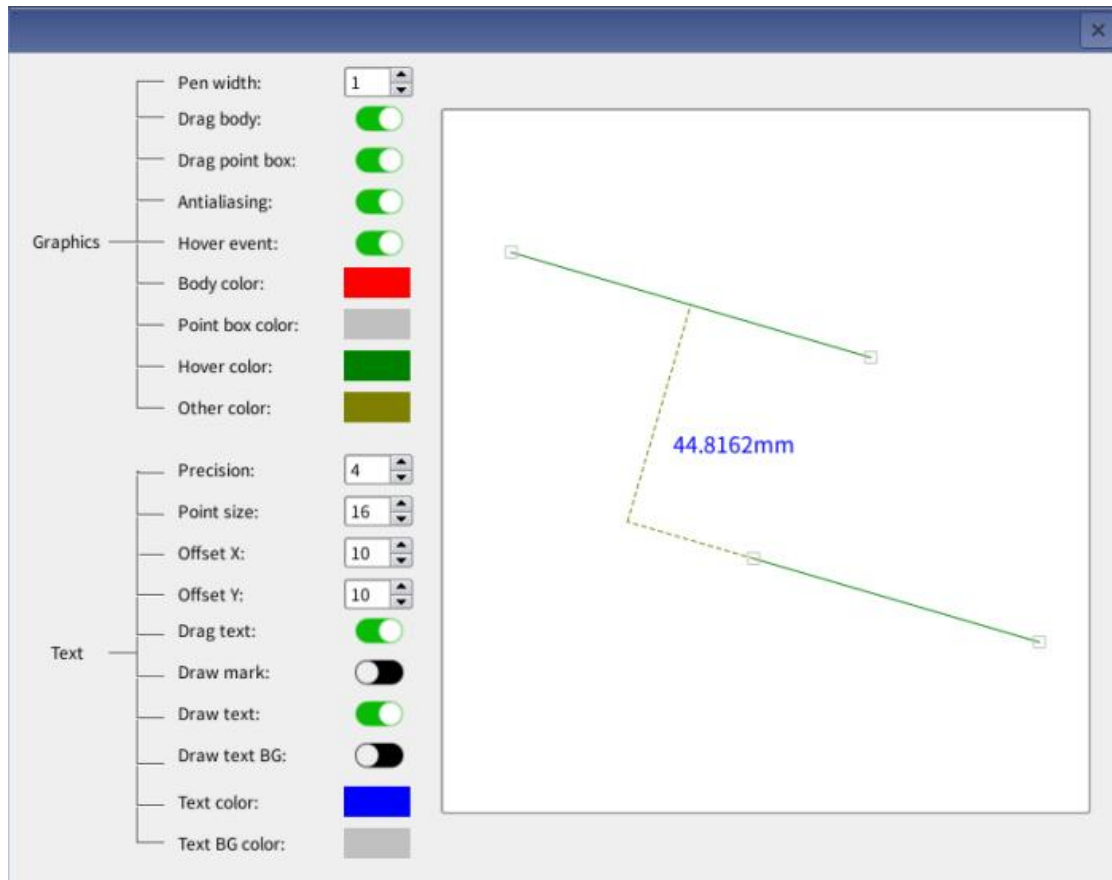 Graphics
Pen width: 1
Drag body:
Drag point box:
Antialiasing:
Hover event:
Body color:
Point box color:
Hover color:
Other color:
Text
Precision: 4
Point size: 16
Offset X: 10
Offset Y: 10
Drag text:
Draw mark:
Draw text:
Draw text BG:
Text color:
Text BG color:
44.8162mm